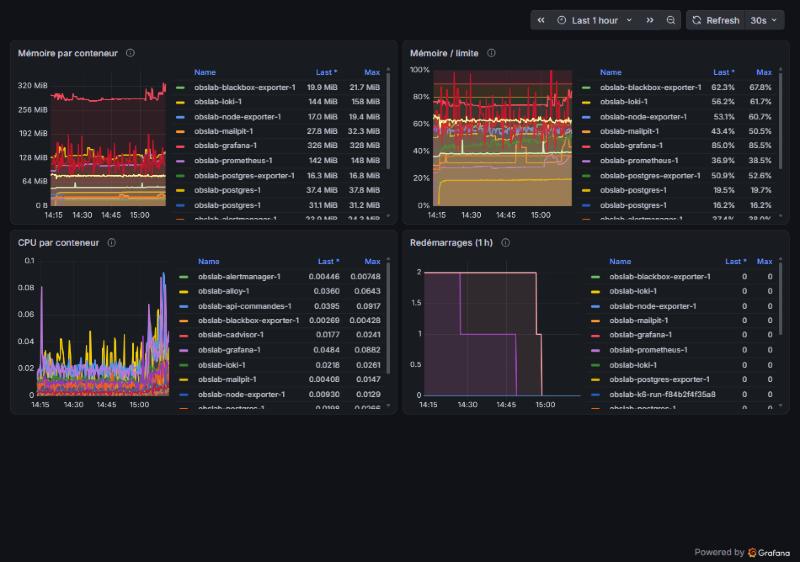 Last 1 hour Refresh 30s
Mémoire par conteneur
320 MiB
256 MiB
192 MiB
128 MiB
64 MiB
0 B
14:15 14:30 14:45 15:00
Name Last * Max
obslab-blackbox-exporter-1 19.9 MiB 21.7 MiB
obslab-loki-1 144 MiB 158 MiB
obslab-node-exporter-1 17.0 MiB 19.4 MiB
obslab-mailpit-1 27.8 MiB 32.3 MiB
obslab-grafana-1 326 MiB 328 MiB
obslab-prometheus-1 142 MiB 148 MiB
obslab-postgres-exporter-1 16.3 MiB 16.8 MiB
obslab-postgres-1 37.4 MiB 37.8 MiB
obslab-postgres-1 31.1 MiB 31.2 MiB
Mémoire / limite
100%
80%
60%
40%
20%
0%
14:15 14:30 14:45 15:00
Name Last * Max
obslab-blackbox-exporter-1 62.3% 67.8%
obslab-loki-1 56.2% 61.7%
obslab-node-exporter-1 53.1% 60.7%
obslab-mailpit-1 43.4% 50.5%
obslab-grafana-1 85.0% 85.5%
obslab-prometheus-1 36.9% 38.5%
obslab-postgres-exporter-1 50.9% 52.6%
obslab-postgres-1 19.5% 19.7%
obslab-postgres-1 16.2% 16.2%
obslab-alertmanager-1
CPU par conteneur
0.1
0.08
0.06
0.04
0.02
0
14:15 14:30 14:45 15:00
Name Last * Max
obslab-alertmanager-1 0.00446 0.00748
obslab-alloy-1 0.0360 0.0643
obslab-api-commandes-1 0.0395 0.0917
obslab-blackbox-exporter-1 0.00269 0.00428
obslab-cadvisor-1 0.0177 0.0241
obslab-grafana-1 0.0484 0.0882
obslab-loki-1 0.0218 0.0261
obslab-mailpit-1 0.00408 0.0147
obslab-node-exporter-1 0.00930 0.0129
obslab-postgres-1
Redémarrages (1 h)
2
1.5
1
0.5
0
14:15 14:30 14:45 15:00
Name Last * Max
obslab-blackbox-exporter-1 0 0
obslab-loki-1 0 0
obslab-node-exporter-1 0 0
obslab-mailpit-1 0 0
obslab-grafana-1 0 0
obslab-prometheus-1 0 0
obslab-loki-1 0 0
obslab-postgres-exporter-1 0 0
obslab-k6-run-f84b2f4f35a8 0 0
obslab-postgres-1 0 0
Powered by Grafana